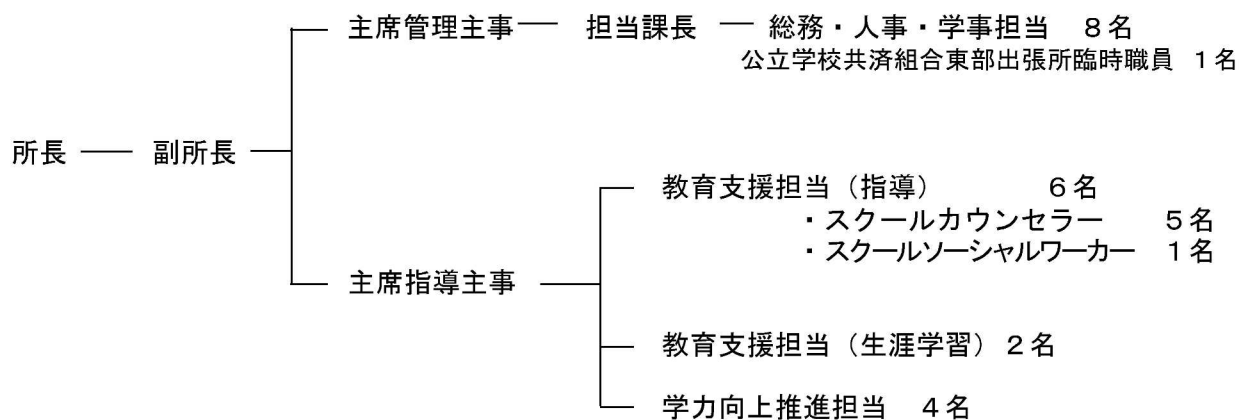 主席管理主事 担当課長 総務・人事・学事担当 8名
公立学校共済組合東部出張所臨時職員 1名
所長 副所長
教育支援担当(指導) 6名
・スクールカウンセラー 5名
・スクールソーシャルワーカー 1名
主席指導主事
教育支援担当(生涯学習) 2名
学力向上推進担当 4名